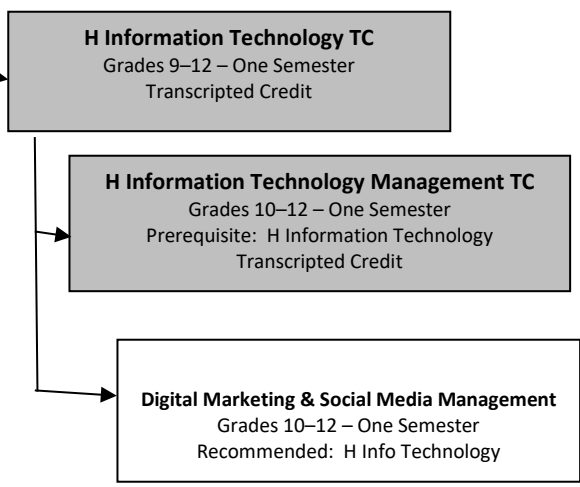 H Information Technology TC
Grades 9–12 – One Semester
Transcripted Credit
H Information Technology Management TC
Grades 10–12 – One Semester
Prerequisite: H Information Technology
Transcripted Credit
Digital Marketing & Social Media Management
Grades 10–12 – One Semester
Recommended: H Info Technology